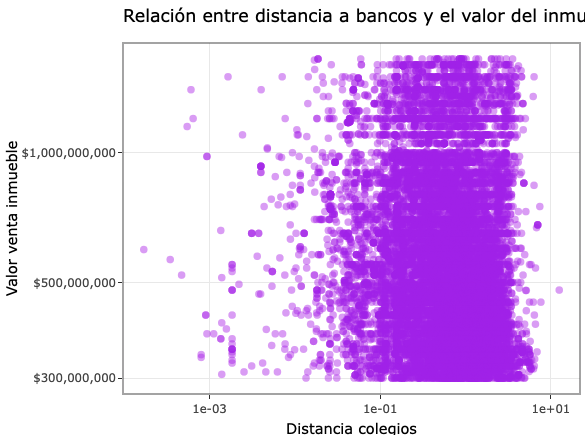 Relación entre distancia a bancos y el valor del inmu
Valor venta inmueble
$1,000,000,000
$500,000,000
$300,000,000
1e-03
1e-01
1e+01
Distancia colegios